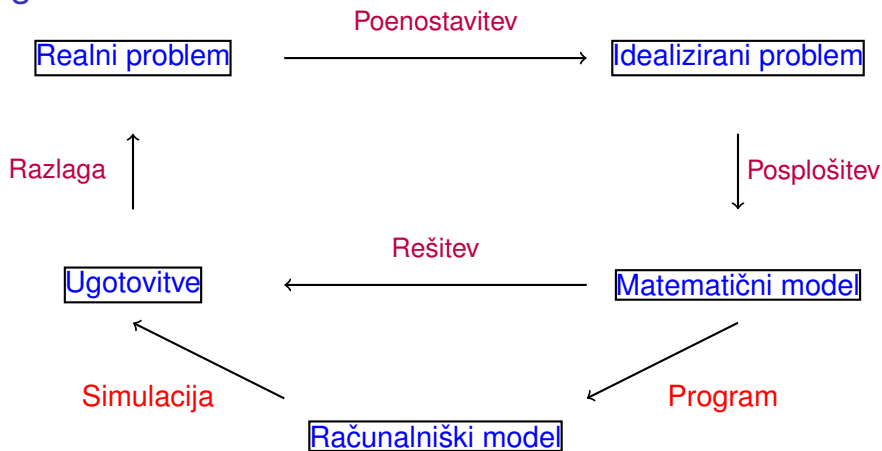 Poenostavitev
Realni problem
Idealizirani problem
Razlaga
Posplošitev
Rešitev
Ugotovitve
Matematični model
Simulacija
Program
Računalniški model